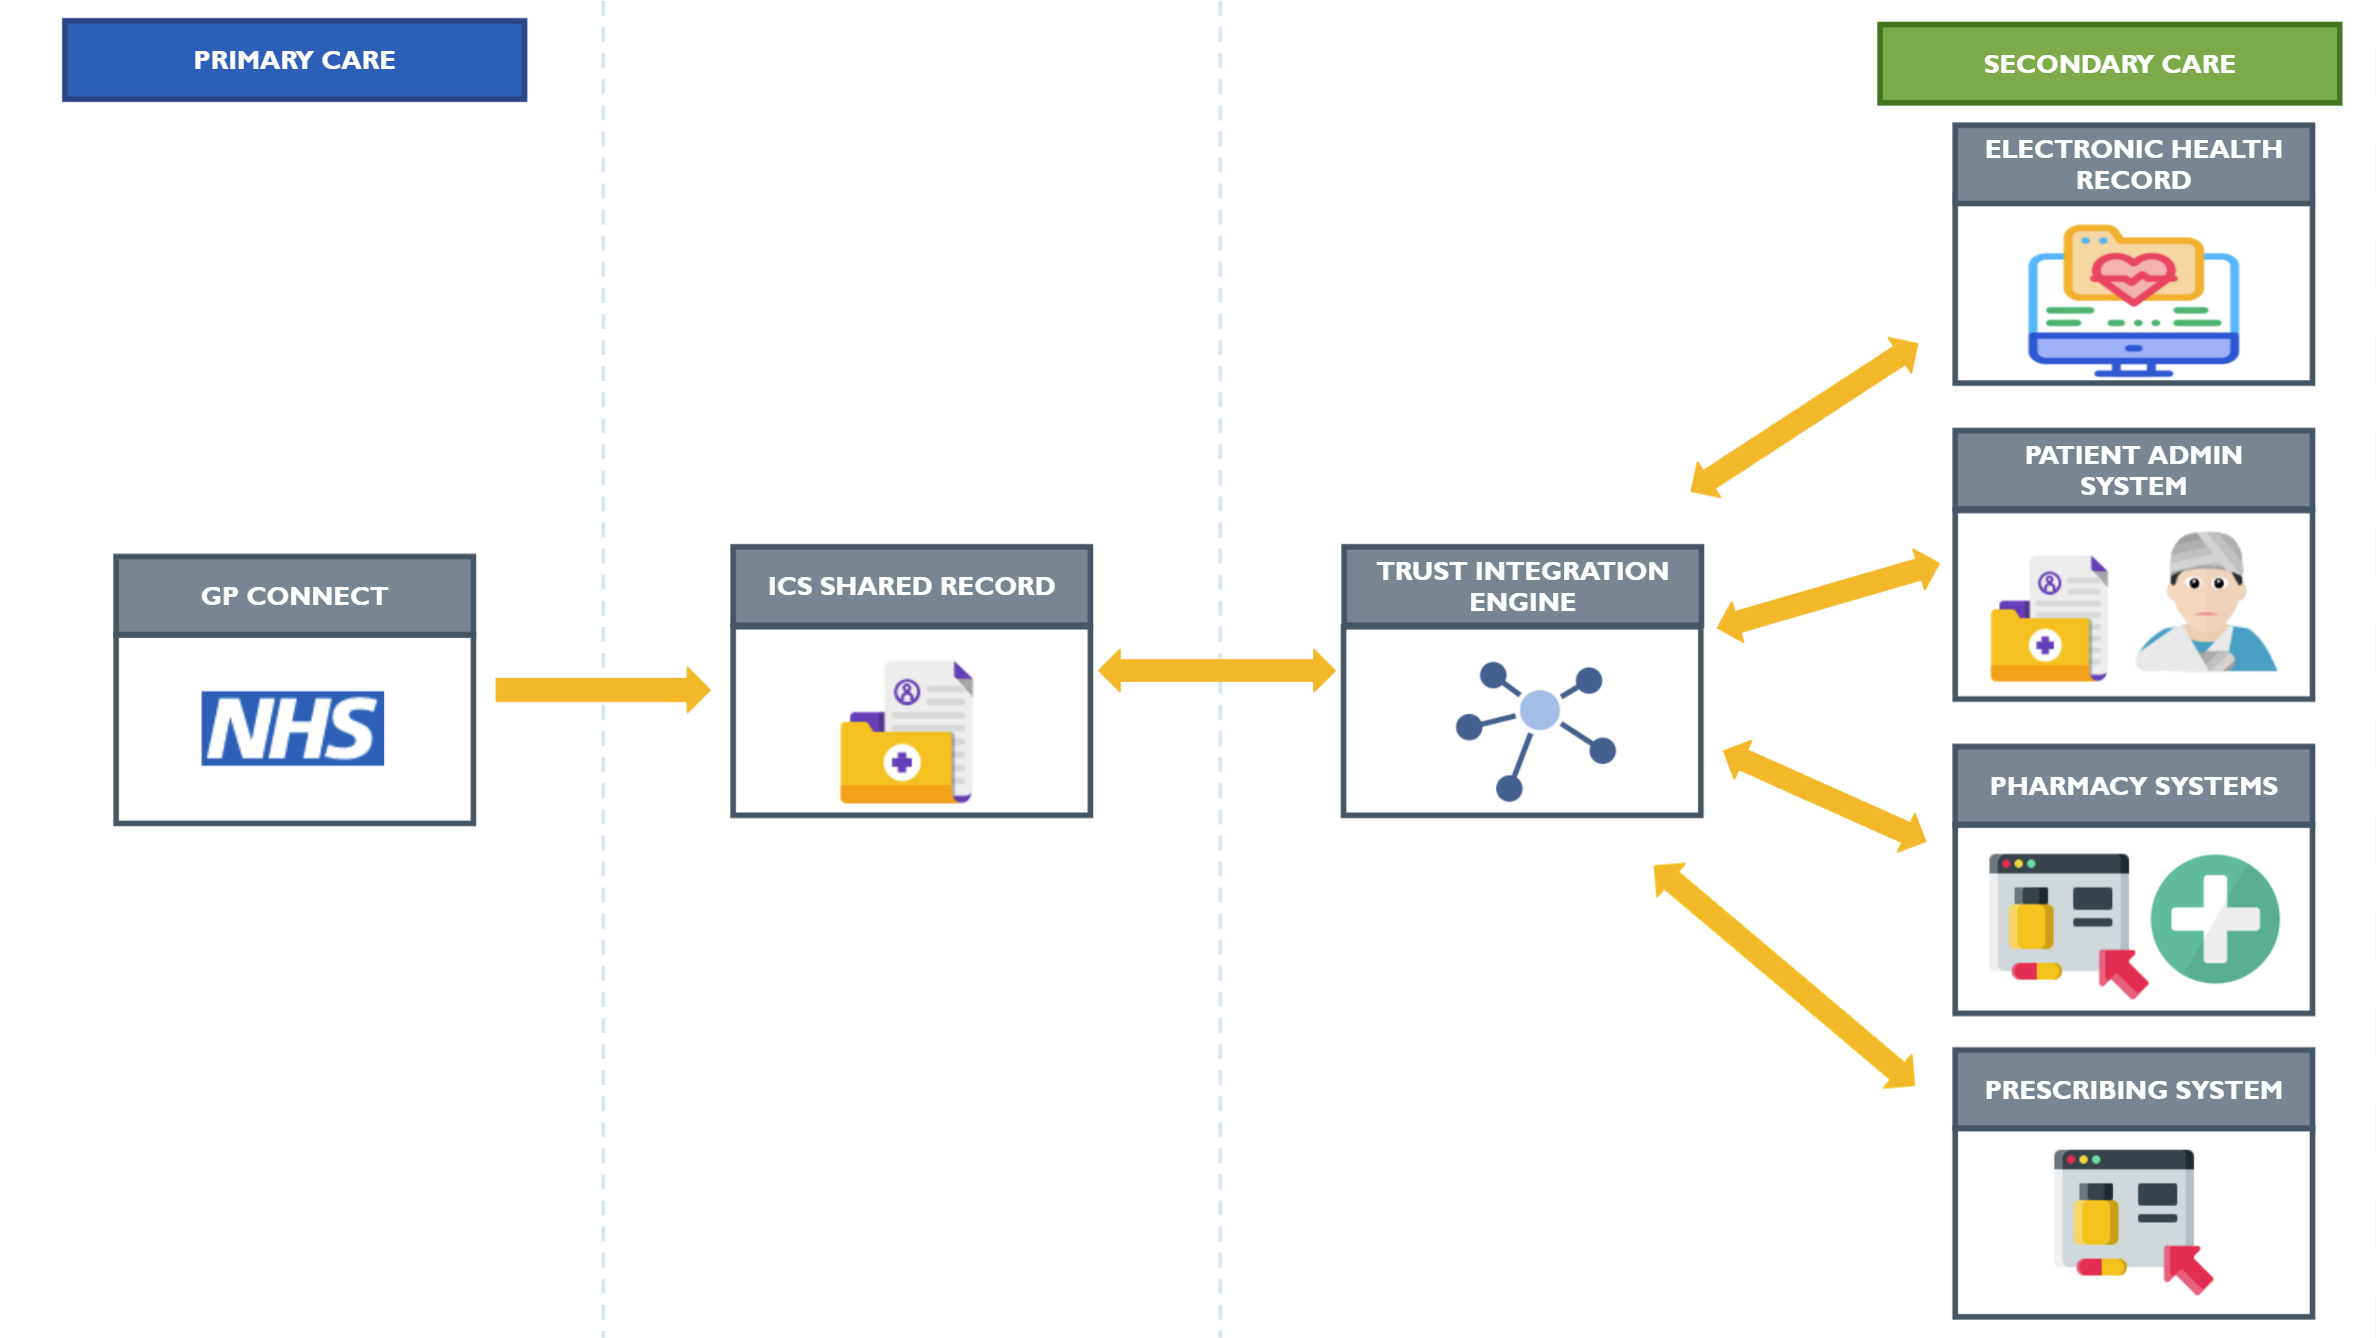 PRIMARY CARE
SECONDARY CARE
ELECTRONIC HEALTH
RECORD
PATIENT ADMIN
SYSTEM
GP CONNECT
NHS
ICS SHARED RECORD
TRUST INTEGRATION
ENGINE
PHARMACY SYSTEMS
PRESCRIBING SYSTEM